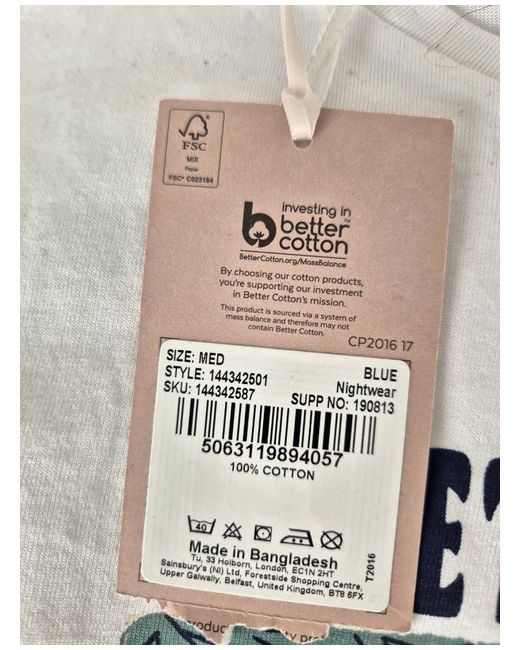 FSC
MIX
Paper
FSC® C023184
investing in
better
cotton™
BetterCotton.org/MassBalance
By choosing our cotton products,
you're supporting our investment
in Better Cotton's mission.
This product is sourced via a system of
mass balance and therefore may not
contain Better Cotton.
CP2016 17
SIZE: MED
BLUE
STYLE: 144342501
Nightwear
SKU: 144342587
SUPP NO: 190813
5063119894057
100% COTTON
40
Made in Bangladesh
Tu, 33 Holborn, London, EC1N 2HT
Sainsbury's (NI) Ltd, Forestside Shopping Centre,
Upper Galwally, Belfast, United Kingdom, BT8 6FX
T2016
ET